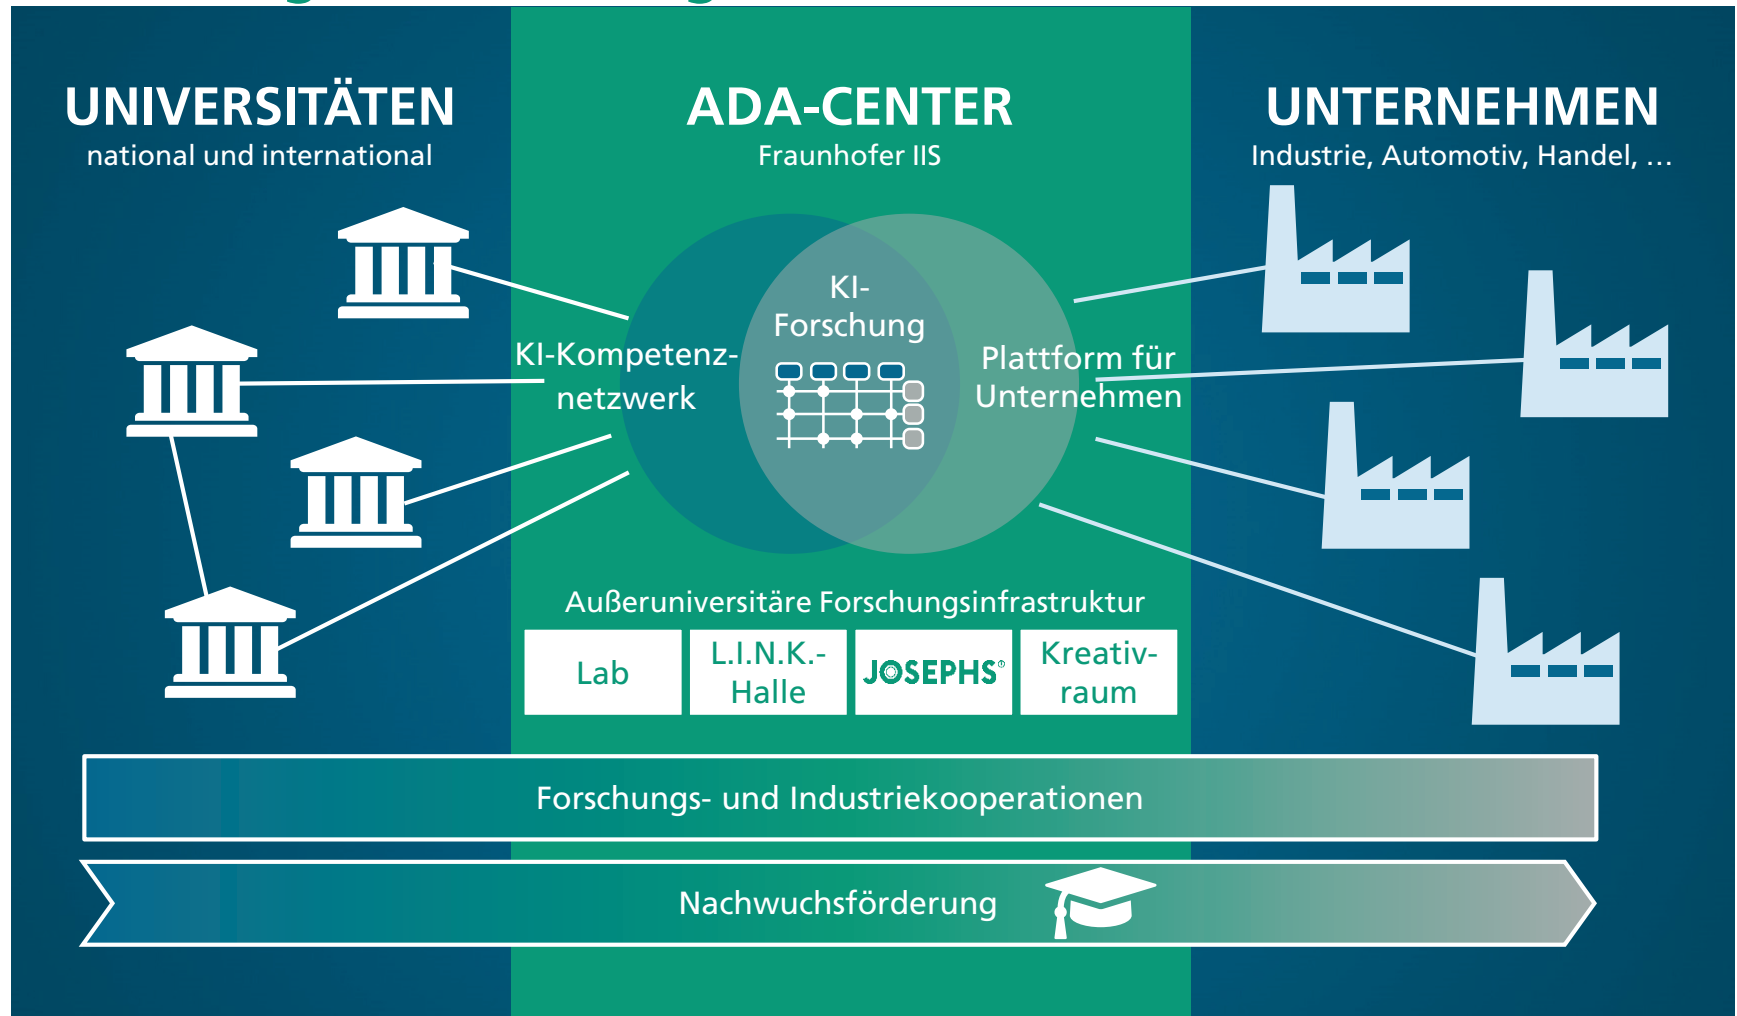 UNIVERSITÄTEN
national und international
ADA-CENTER
Fraunhofer IIS
UNTERNEHMEN
Industrie, Automotiv, Handel, ...
KI-Kompetenz-
netzwerk
KI-
Forschung
Plattform für
Unternehmen
Außeruniversitäre Forschungsinfrastruktur
Lab
L.I.N.K.-
Halle
JOSEPHS
Kreativ-
raum
Forschungs- und Industriekooperationen
Nachwuchsförderung